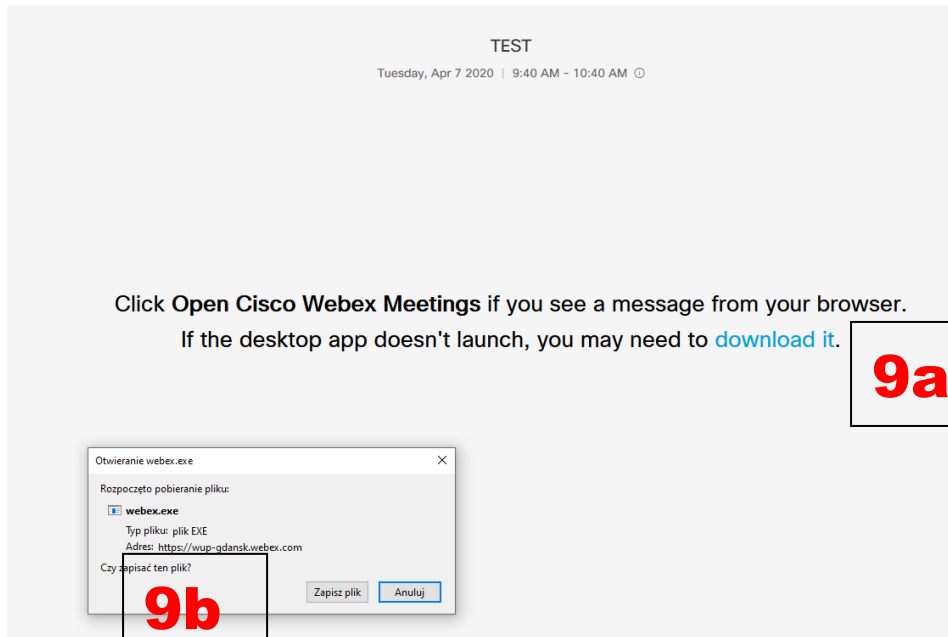 TEST
Tuesday, Apr 7 2020 | 9:40 AM - 10:40 AM
Click Open Cisco Webex Meetings if you see a message from your browser.
If the desktop app doesn't launch, you may need to download it.
9a
Otwieranie webex.exe
Rozpoczęto pobieranie pliku:
webex.exe
Typ pliku: plik EXE
Adres: https://wup-gdansk.webex.com
Czy zapisać ten plik?
Zapisz plik Anuluj
9b